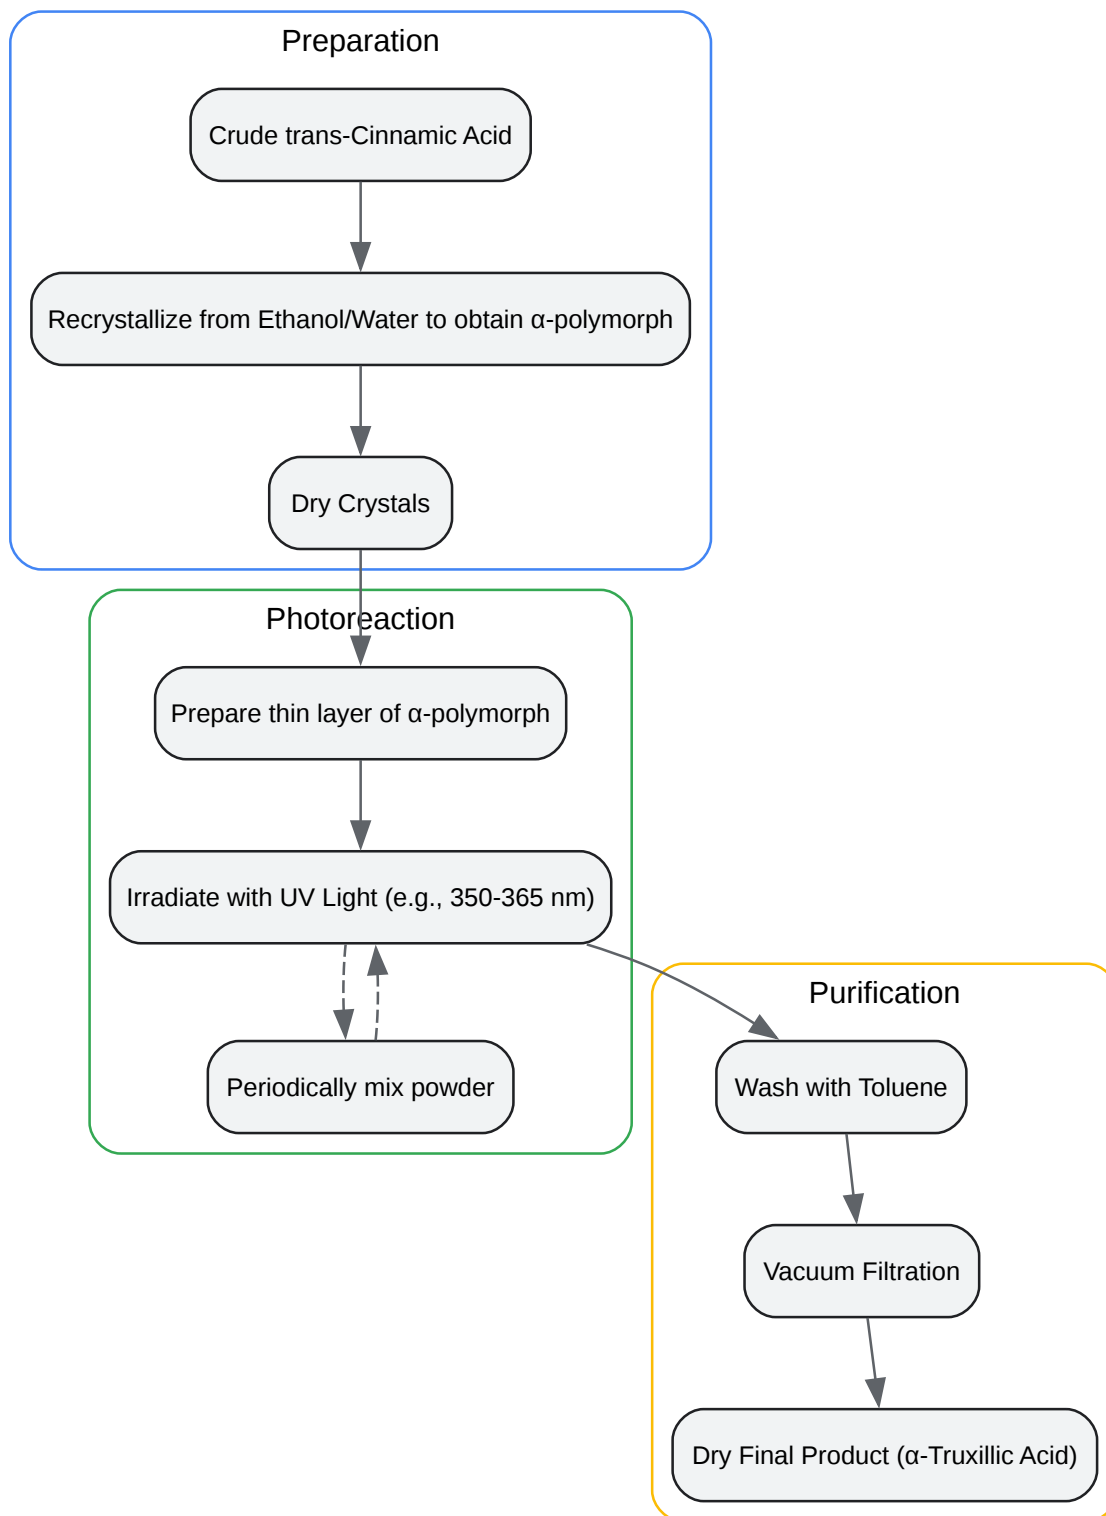 Preparation
Crude trans-Cinnamic Acid
Recrystallize from Ethanol/Water to obtain α-polymorph
Dry Crystals
Photoreaction
Prepare thin layer of α-polymorph
Irradiate with UV Light (e.g., 350-365 nm)
Periodically mix powder
Purification
Wash with Toluene
Vacuum Filtration
Dry Final Product (α-Truxillic Acid)